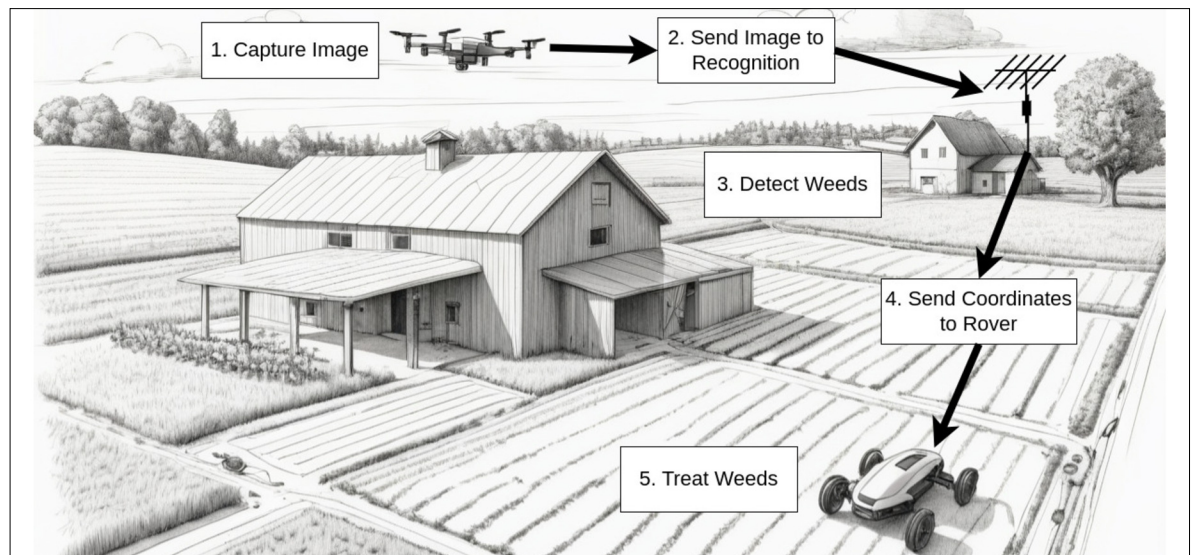 1. Capture Image
2. Send Image to
Recognition
3. Detect Weeds
4. Send Coordinates
to Rover
5. Treat Weeds